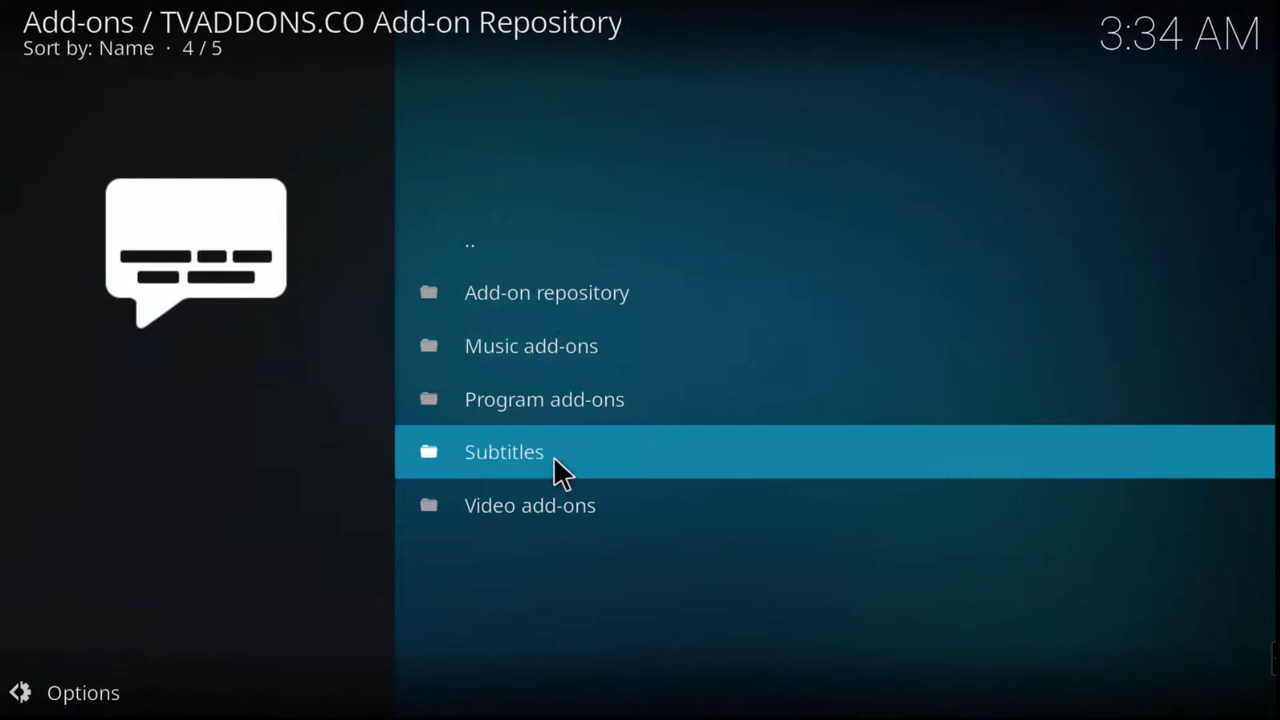 Add-ons / TVADDONS.CO Add-on Repository
Sort by: Name · 4 / 5
3:34 AM
..
Add-on repository
Music add-ons
Program add-ons
Subtitles
Video add-ons
Options